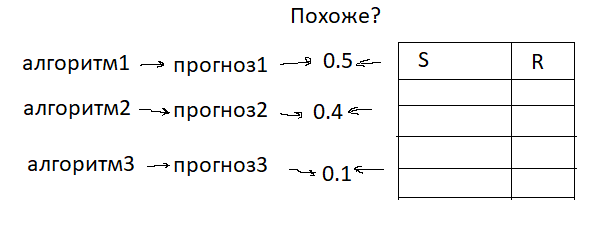 Похоже?
алгоритм1 прогноз1 0.5 S R
алгоритм2 прогноз2 0.4
алгоритм3 прогноз3 0.1